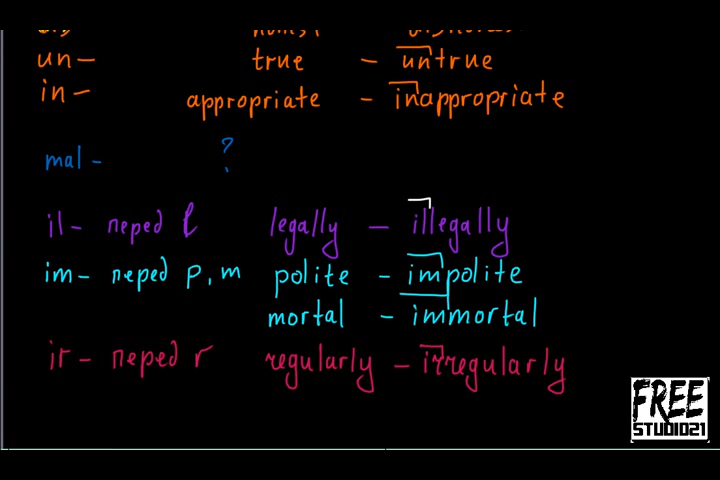 un– true – untrue
in– appropriate – inappropriate
mal– ?
il– перед l legally – illegally
im– перед p, m polite – impolite
mortal – immortal
ir– перед r regularly – irregularly
FREE
STUDIO21